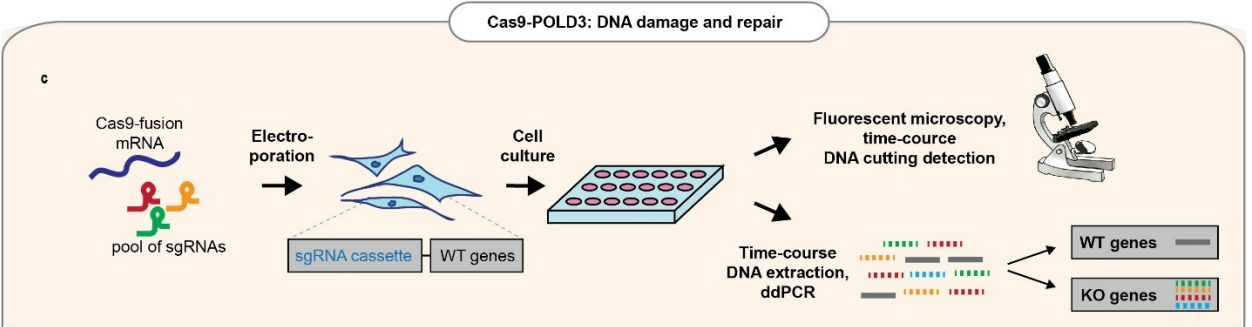 Cas9-POLD3: DNA damage and repair
c
Cas9-fusion
mRNA
pool of sgRNAs
Electro-
poration
sgRNA cassette
WT genes
Cell
culture
Fluorescent microscopy,
time-cource
DNA cutting detection
Time-course
DNA extraction,
ddPCR
WT genes
KO genes